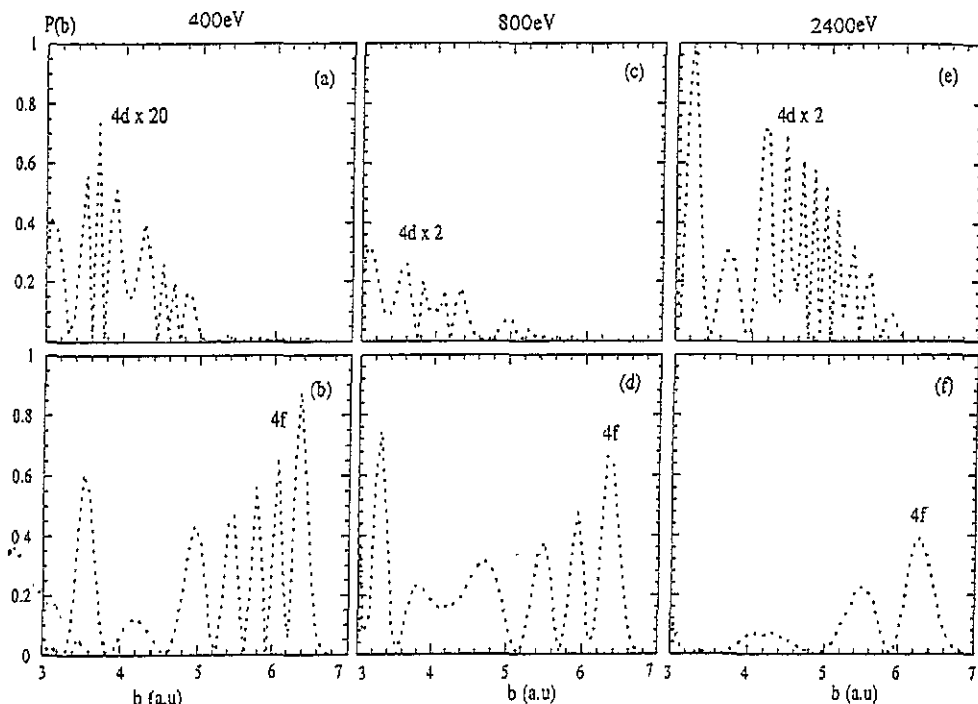 P(b) 400eV 800eV 2400eV
1 (a) (c) (e)
0.8
4d x 20 4d x 2
0.6
0.4
4d x 2
0.2
1 (b) (d) (f)
0.8
4f 4f
0.6
4f
0.4
0.2
0
3 4 5 6 7 3 4 5 6 7 3 4 5 6 7
b (a.u) b (a.u) b (a.u)